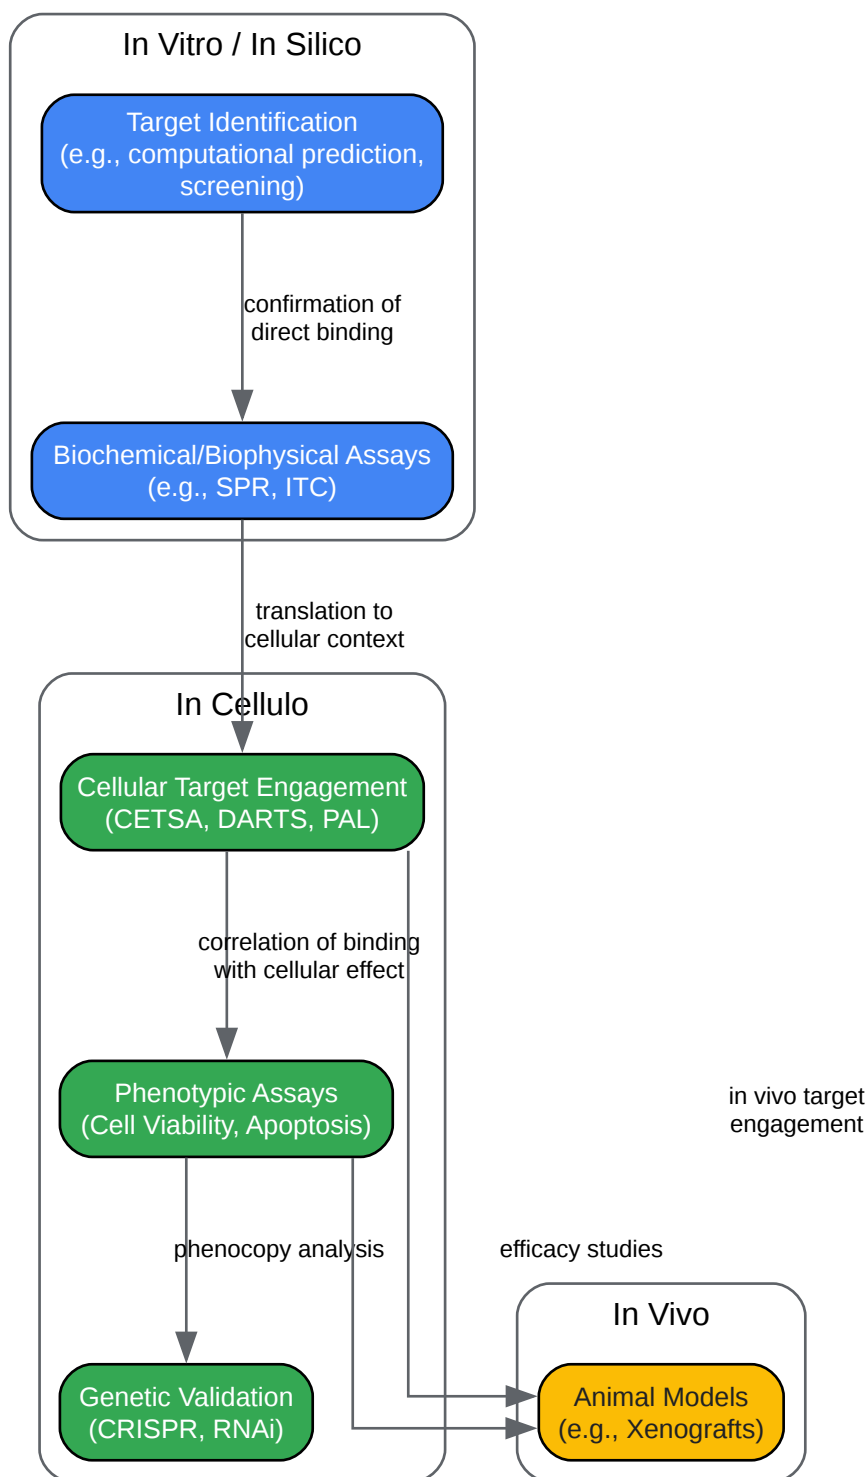 In Vitro / In Silico
Target Identification
(e.g., computational prediction,
screening)
confirmation of
direct binding
Biochemical/Biophysical Assays
(e.g., SPR, ITC)
translation to
cellular context
In Cellulo
Cellular Target Engagement
(CETSA, DARTS, PAL)
correlation of binding
with cellular effect
Phenotypic Assays
(Cell Viability, Apoptosis)
in vivo target
engagement
phenocopy analysis
efficacy studies
In Vivo
Genetic Validation
(CRISPR, RNAi)
Animal Models
(e.g., Xenografts)